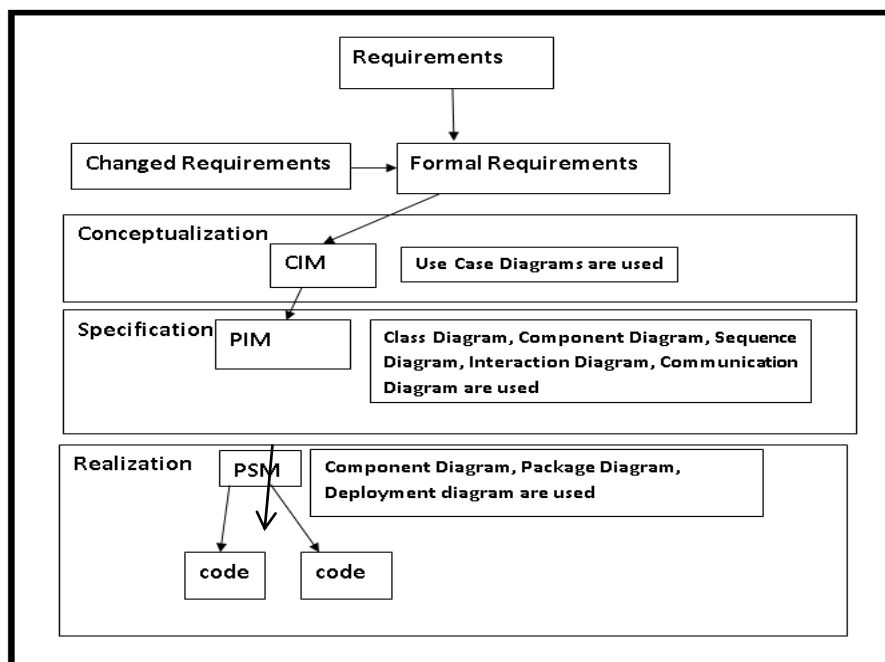 Requirements
Changed Requirements
Formal Requirements
Conceptualization
CIM
Use Case Diagrams are used
Specification
PIM
Class Diagram, Component Diagram, Sequence
Diagram, Interaction Diagram, Communication
Diagram are used
Realization
PSM
Component Diagram, Package Diagram,
Deployment diagram are used
code
code